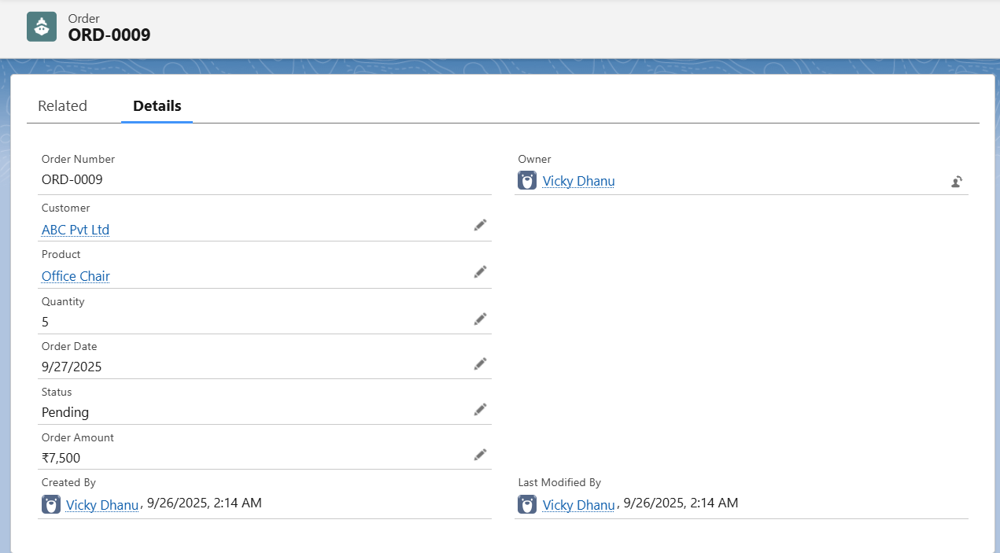 Order
ORD-0009
Related Details
Order Number
ORD-0009
Owner
Vicky Dhanu
Customer
ABC Pvt Ltd
Product
Office Chair
Quantity
5
Order Date
9/27/2025
Status
Pending
Order Amount
₹7,500
Created By
Vicky Dhanu, 9/26/2025, 2:14 AM
Last Modified By
Vicky Dhanu, 9/26/2025, 2:14 AM